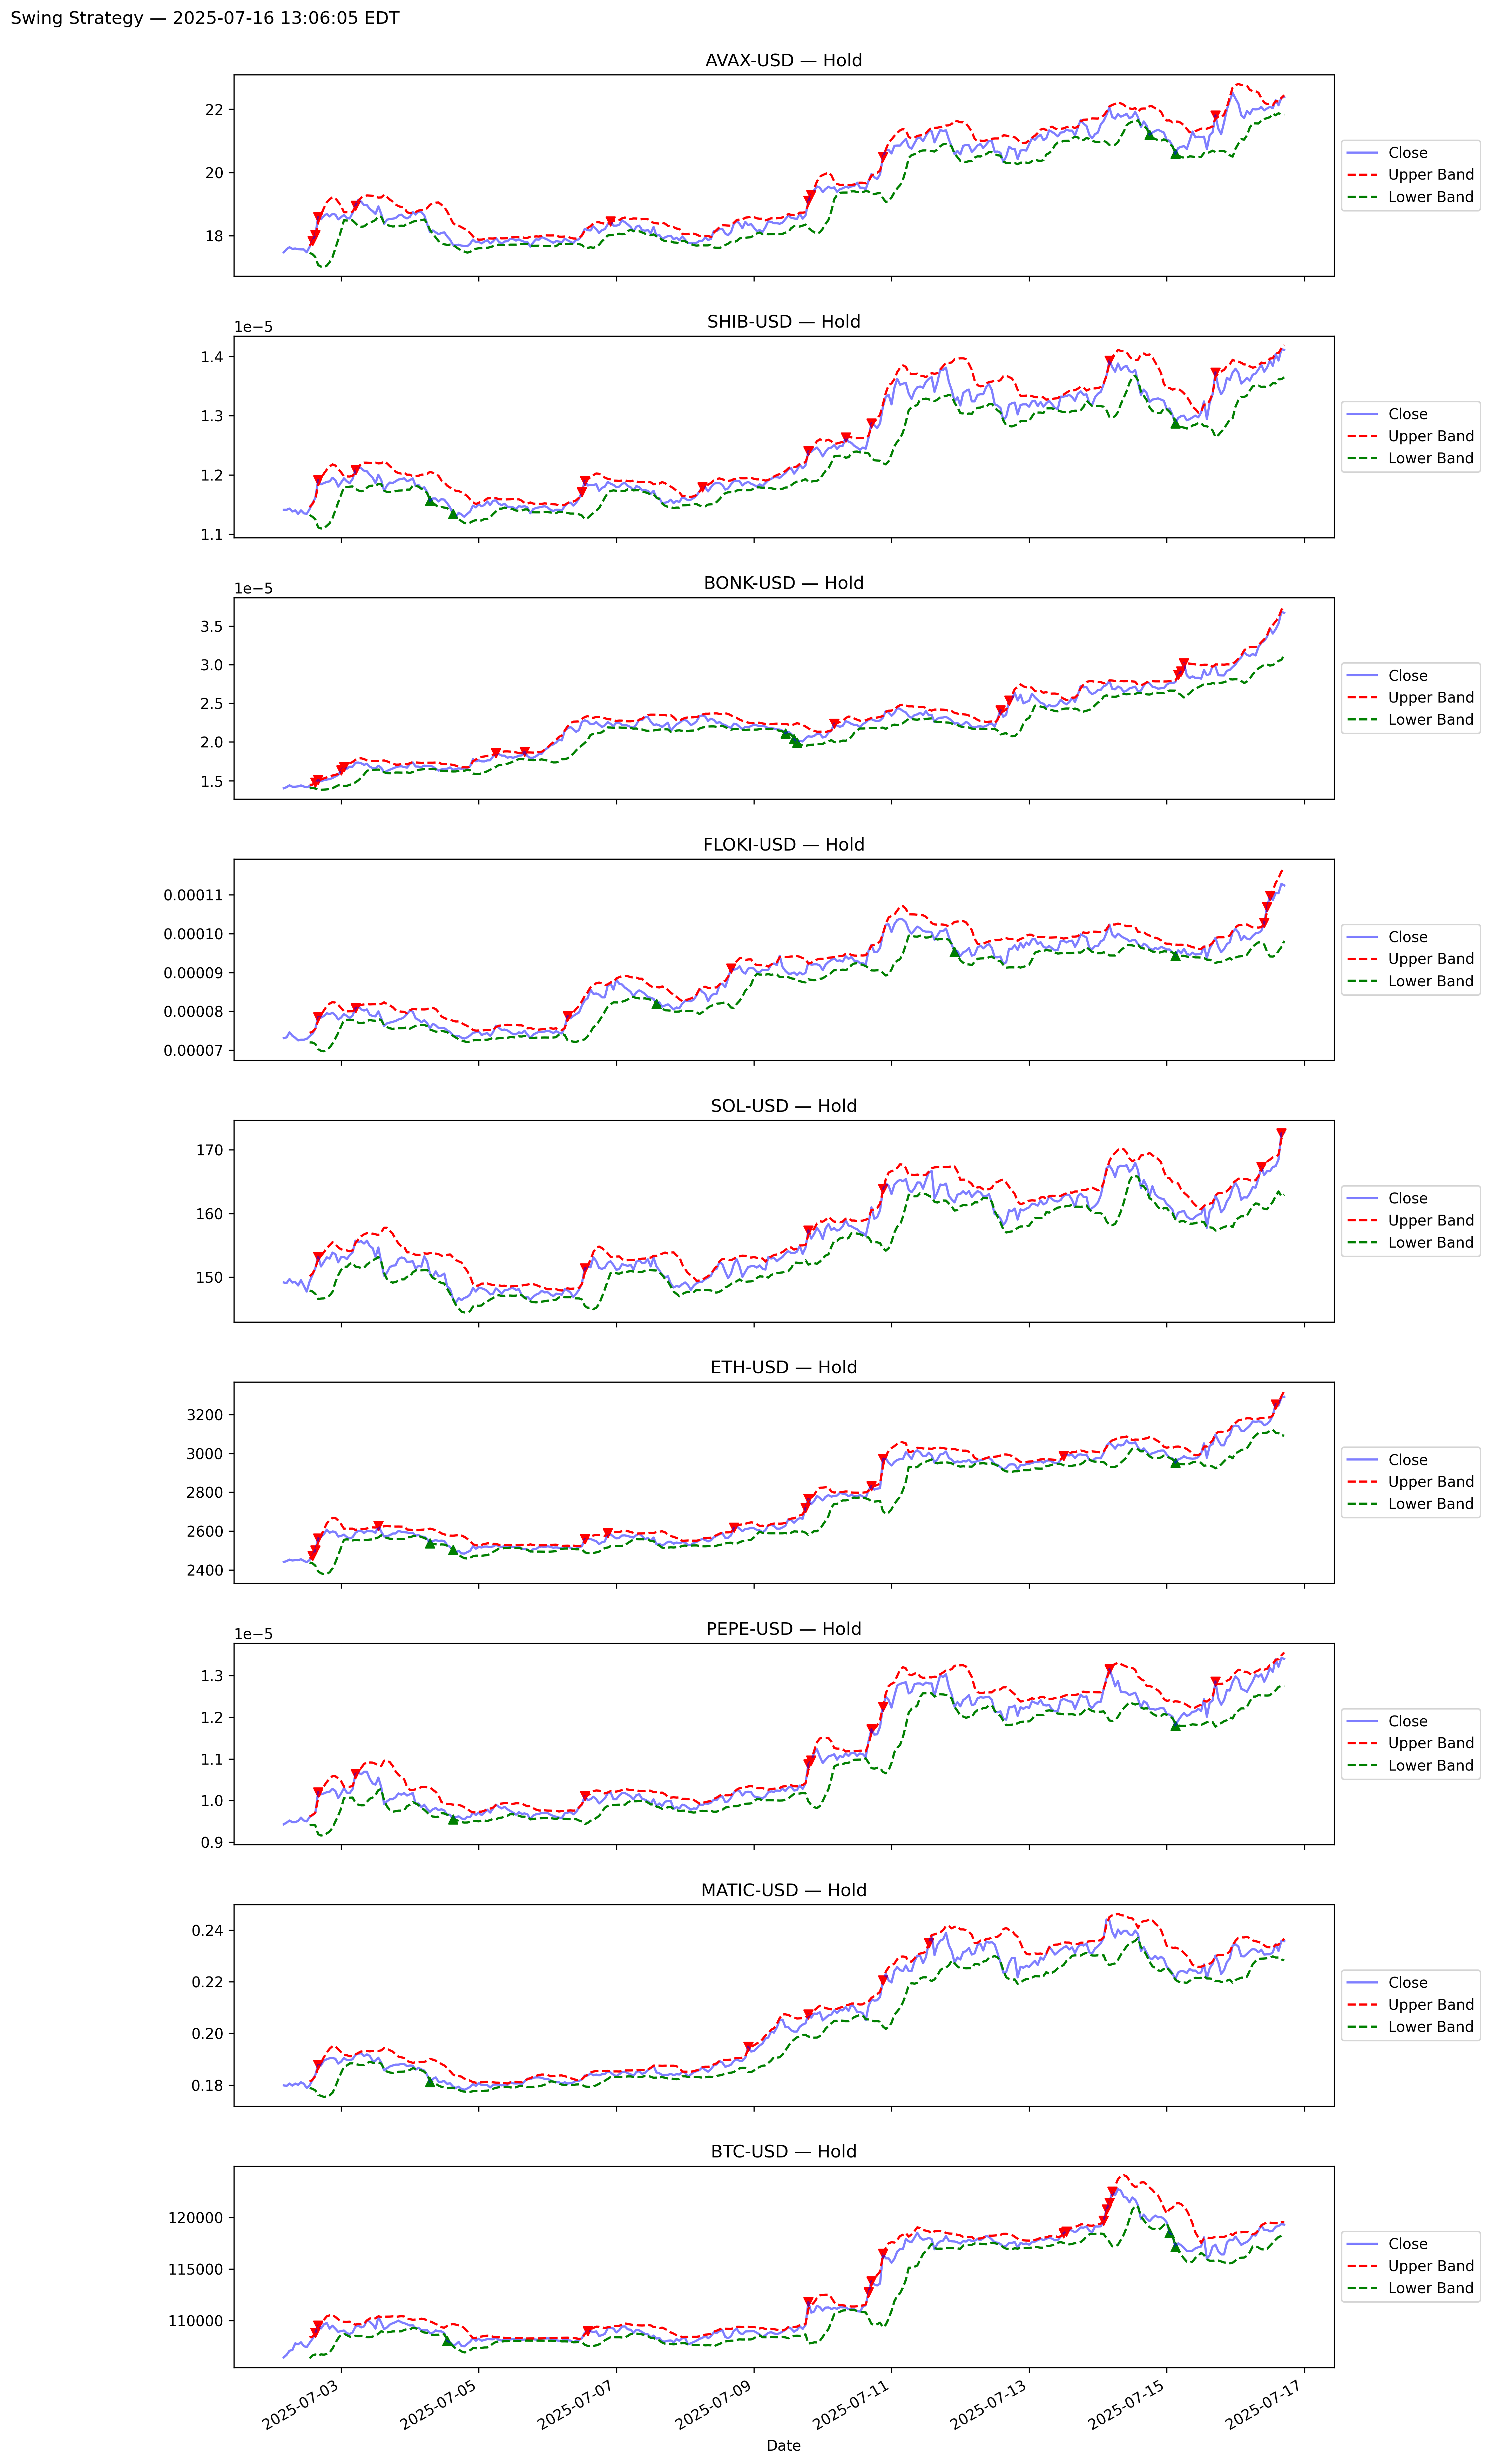 Swing Strategy — 2025-07-16 13:06:05 EDT
AVAX-USD — Hold
22
20
18
Close
Upper Band
Lower Band
SHIB-USD — Hold
1e−5
1.4
1.3
1.2
1.1
Close
Upper Band
Lower Band
BONK-USD — Hold
1e−5
3.5
3.0
2.5
2.0
1.5
Close
Upper Band
Lower Band
FLOKI-USD — Hold
0.00011
0.00010
0.00009
0.00008
0.00007
Close
Upper Band
Lower Band
SOL-USD — Hold
170
160
150
Close
Upper Band
Lower Band
ETH-USD — Hold
3200
3000
2800
2600
2400
Close
Upper Band
Lower Band
PEPE-USD — Hold
1e−5
1.3
1.2
1.1
1.0
0.9
Close
Upper Band
Lower Band
MATIC-USD — Hold
0.24
0.22
0.20
0.18
Close
Upper Band
Lower Band
BTC-USD — Hold
120000
115000
110000
Close
Upper Band
Lower Band
2025-07-03
2025-07-05
2025-07-07
2025-07-09
2025-07-11
2025-07-13
2025-07-15
2025-07-17
Date